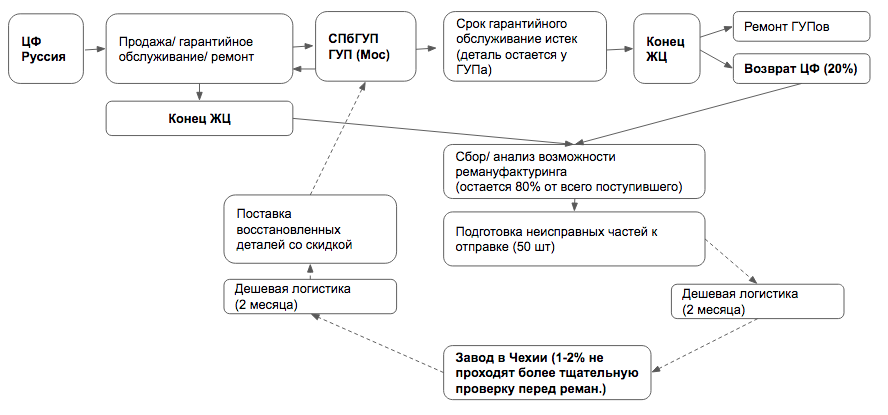 ЦФ
Руссия
Продажа/ гарантийное
обслуживание/ ремонт
СПбГУП
ГУП (Мос)
Срок гарантийного
обслуживание истек
(деталь остается у
ГУПа)
Конец
ЖЦ
Ремонт ГУПов
Возврат ЦФ (20%)
Конец ЖЦ
Сбор/ анализ возможности
ремануфактуринга
(остается 80% от всего поступившего)
Поставка
восстановленных
деталей со скидкой
Подготовка неисправных частей к
отправке (50 шт)
Дешевая логистика
(2 месяца)
Дешевая логистика
(2 месяца)
Завод в Чехии (1-2% не
проходят более тщательную
проверку перед реман.)